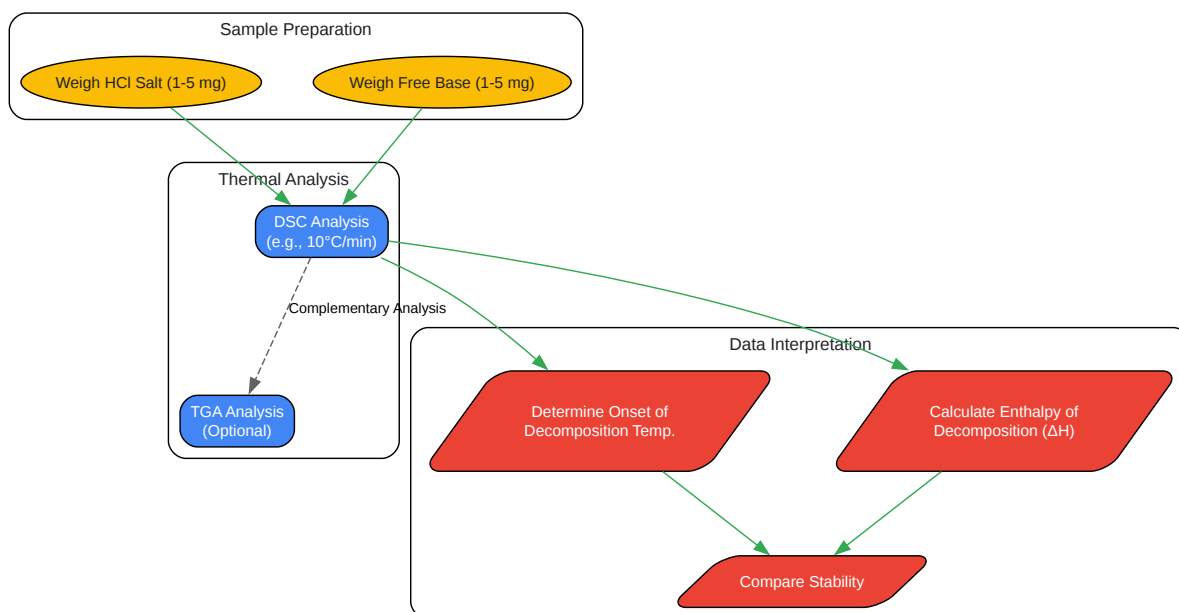 Sample Preparation
Weigh HCl Salt (1-5 mg)
Weigh Free Base (1-5 mg)
Thermal Analysis
DSC Analysis
(e.g., 10°C/min)
Complementary Analysis
TGA Analysis
(Optional)
Data Interpretation
Determine Onset of
Decomposition Temp.
Calculate Enthalpy of
Decomposition (ΔH)
Compare Stability